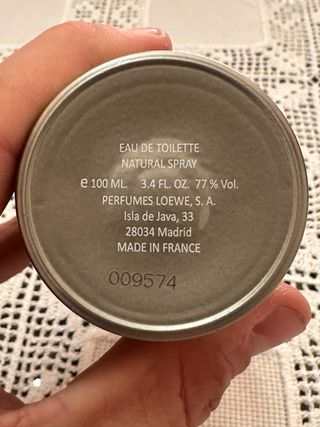 EAU DE TOILETTE
NATURAL SPRAY
e 100 ML. 3.4 FL. OZ. 77 % Vol.
PERFUMES LOEWE, S. A.
Isla de Java, 33
28034 Madrid
MADE IN FRANCE
009574